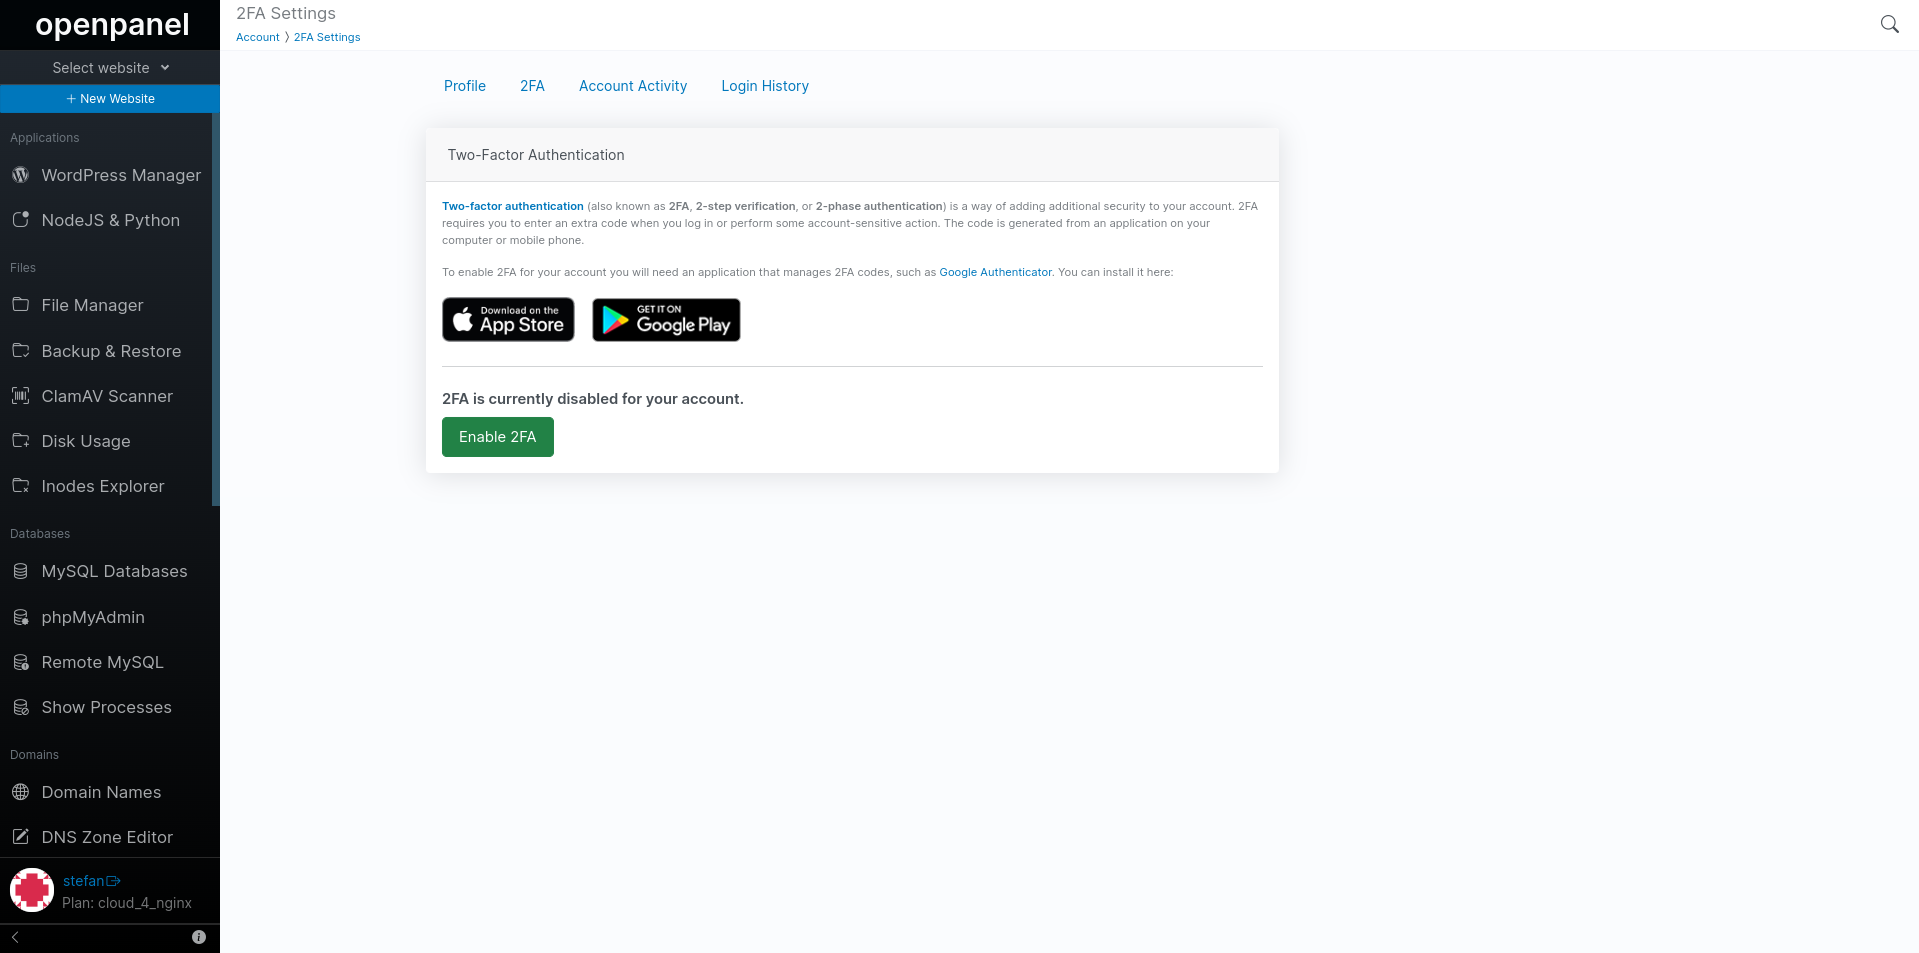 openpanel
Select website
+ New Website
Applications
WordPress Manager
NodeJS & Python
Files
File Manager
Backup & Restore
ClamAV Scanner
Disk Usage
Inodes Explorer
Databases
MySQL Databases
phpMyAdmin
Remote MySQL
Show Processes
Domains
Domain Names
DNS Zone Editor
stefan
Plan: cloud_4_nginx
2FA Settings
Account 〉 2FA Settings
Profile 2FA Account Activity Login History
Two-Factor Authentication
Two-factor authentication (also known as 2FA, 2-step verification, or 2-phase authentication) is a way of adding additional security to your account. 2FA
requires you to enter an extra code when you log in or perform some account-sensitive action. The code is generated from an application on your
computer or mobile phone.
To enable 2FA for your account you will need an application that manages 2FA codes, such as Google Authenticator. You can install it here:
Download on the
App Store
GET IT ON
Google Play
2FA is currently disabled for your account.
Enable 2FA